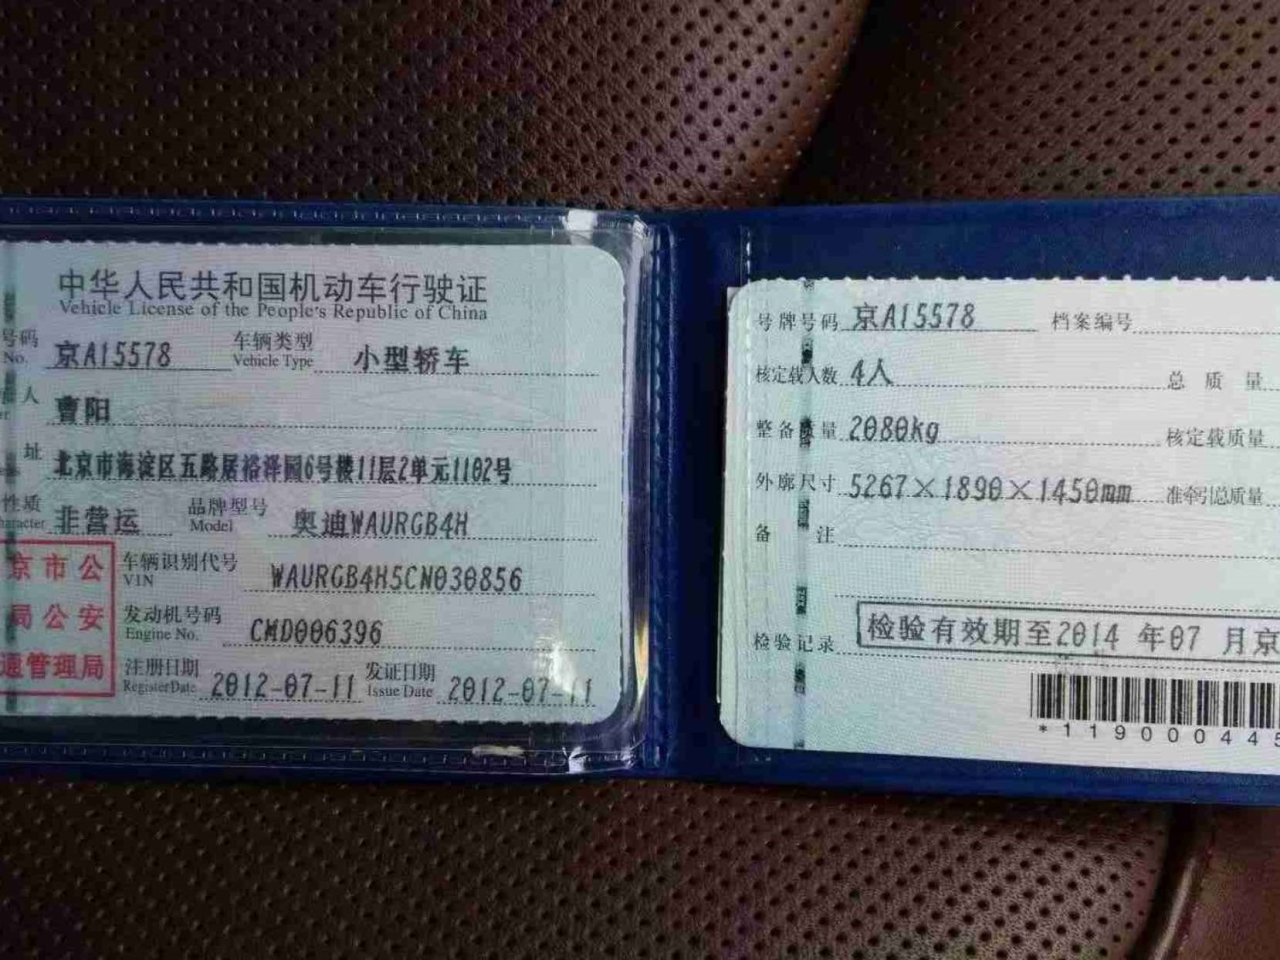 中华人民共和国机动车行驶证
Vehicle License of the People's Republic of China
号码 京A15578 车辆类型 小型轿车
No. Vehicle Type
人 曹阳
址 北京市海淀区五路居裕泽园6号楼11层2单元1102号
性质 非营运 品牌型号 奥迪WAURGB4H
aracter Model
京市公
局公安
通管理局
车辆识别代号 WAURGB4H5CN030856
VIN
发动机号码 CMD006396
Engine No.
注册日期 2012-07-11 发证日期 2012-07-11
Register Date Issue Date
号牌号码 京A15578 档案编号
核定载人数 4人 总质量
整备质量 2080kg 核定载质量
外廓尺寸 5267×1890×1450mm 准牵引总质量
备注
检验记录 检验有效期至2014年07月京
*119000445